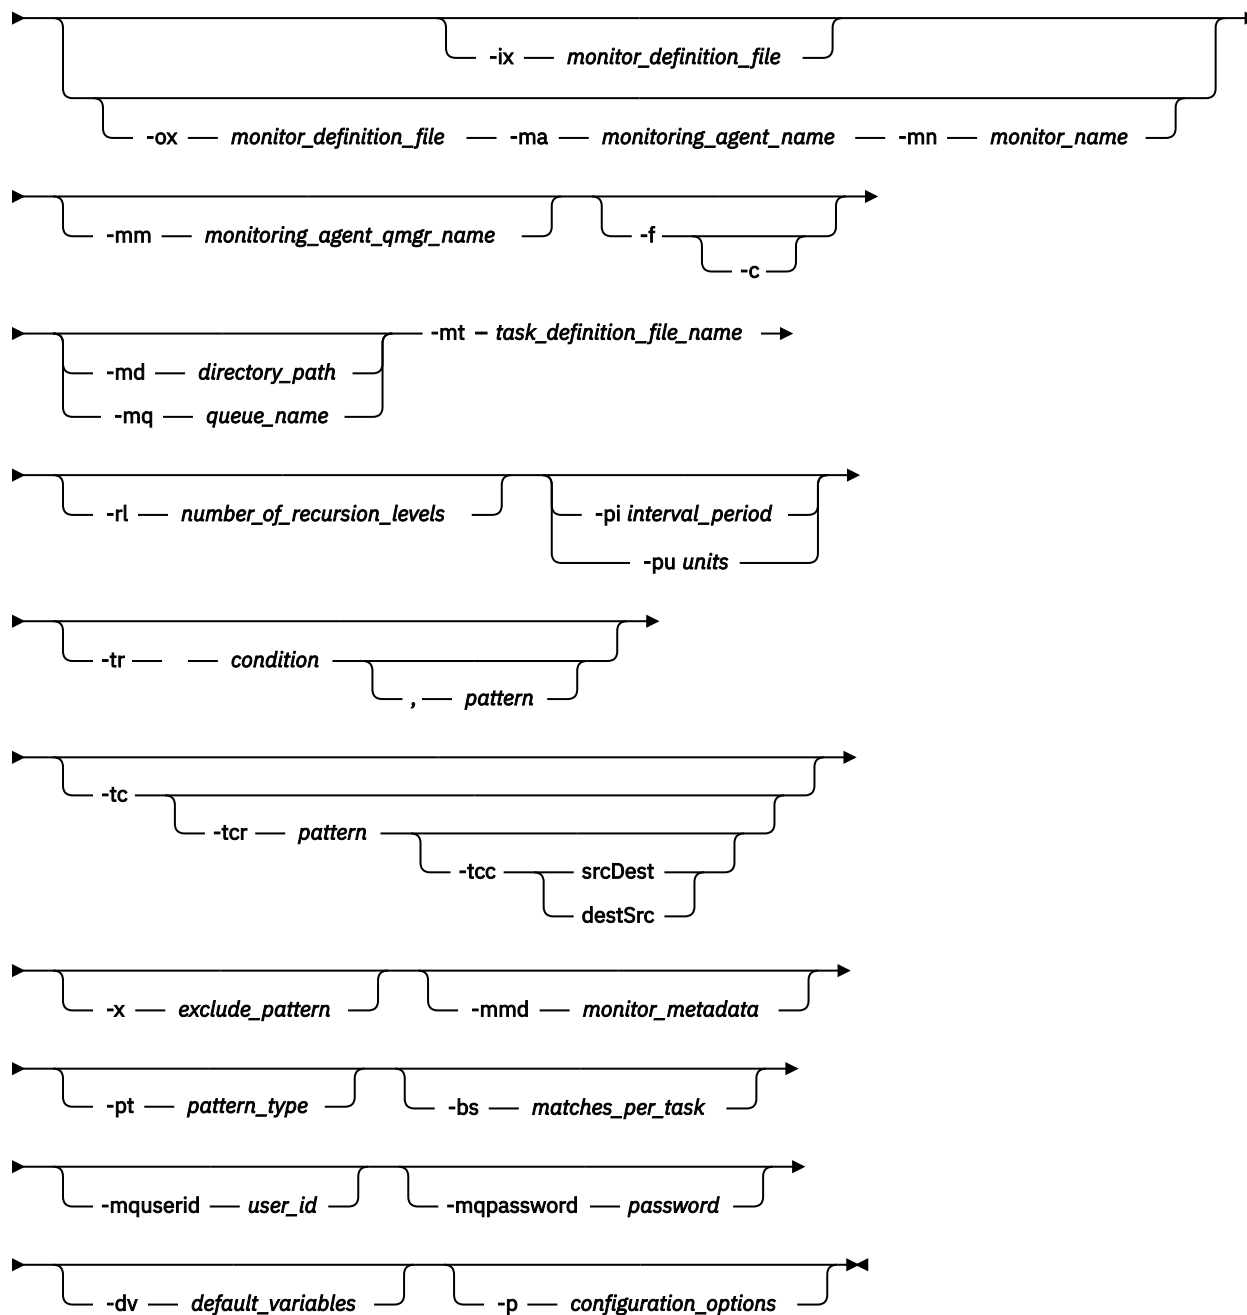 -ix monitor_definition_file
-ox monitor_definition_file -ma monitoring_agent_name -mn monitor_name
-mm monitoring_agent_qmgr_name -f
-c
-mt task_definition_file_name
-md directory_path
-mq queue_name
-rl number_of_recursion_levels -pi interval_period
-pu units
-tr condition
, pattern
-tc
-tcr pattern
-tcc srcDest
destSrc
-x exclude_pattern -mmd monitor_metadata
-pt pattern_type -bs matches_per_task
-mquserid user_id -mqpassword password
-dv default_variables -p configuration_options